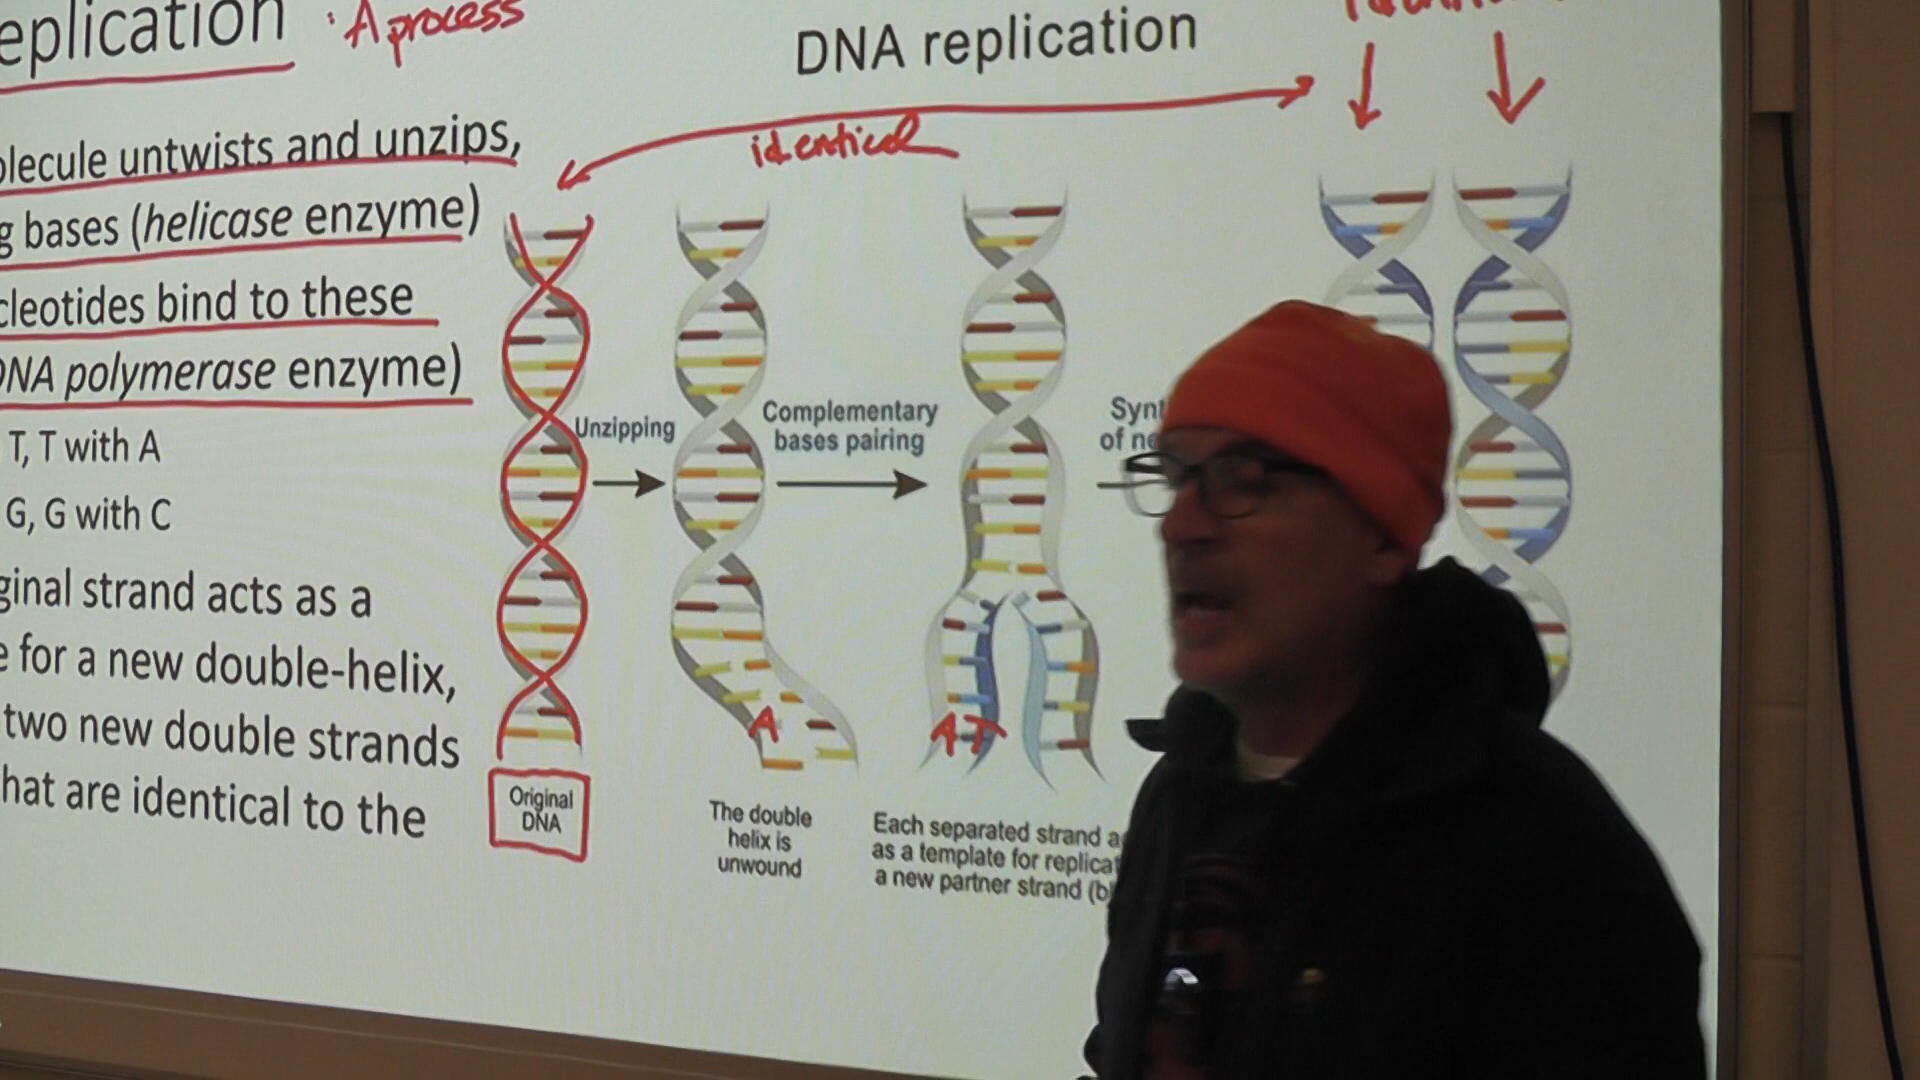 eplication : A process
DNA replication
olecule untwists and unzips,
identical
g bases (helicase enzyme)
cleotides bind to these
DNA polymerase enzyme)
T, T with A
G, G with C
ginal strand acts as a
e for a new double-helix,
two new double strands
hat are identical to the
Unzipping
Complementary
bases pairing
Synt
of ne
A
AT
Original
DNA
The double
helix is
unwound
Each separated strand a
as a template for replicat
a new partner strand (b